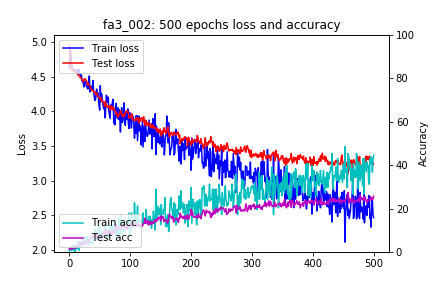 fa3_002: 500 epochs loss and accuracy
Train loss
Test loss
Train acc
Test acc
Loss
5.0
4.5
4.0
3.5
3.0
2.5
2.0
Accuracy
100
80
60
40
20
0
0 100 200 300 400 500